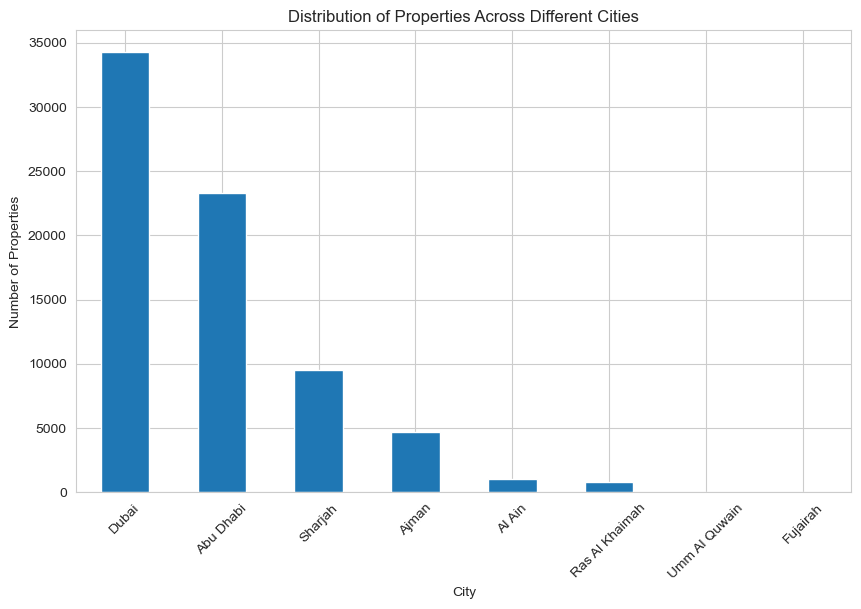 Distribution of Properties Across Different Cities
35000
30000
25000
20000
15000
10000
5000
0
Number of Properties
Dubai
Abu Dhabi
Sharjah
Ajman
Al Ain
Ras Al Khaimah
Umm Al Quwain
Fujairah
City